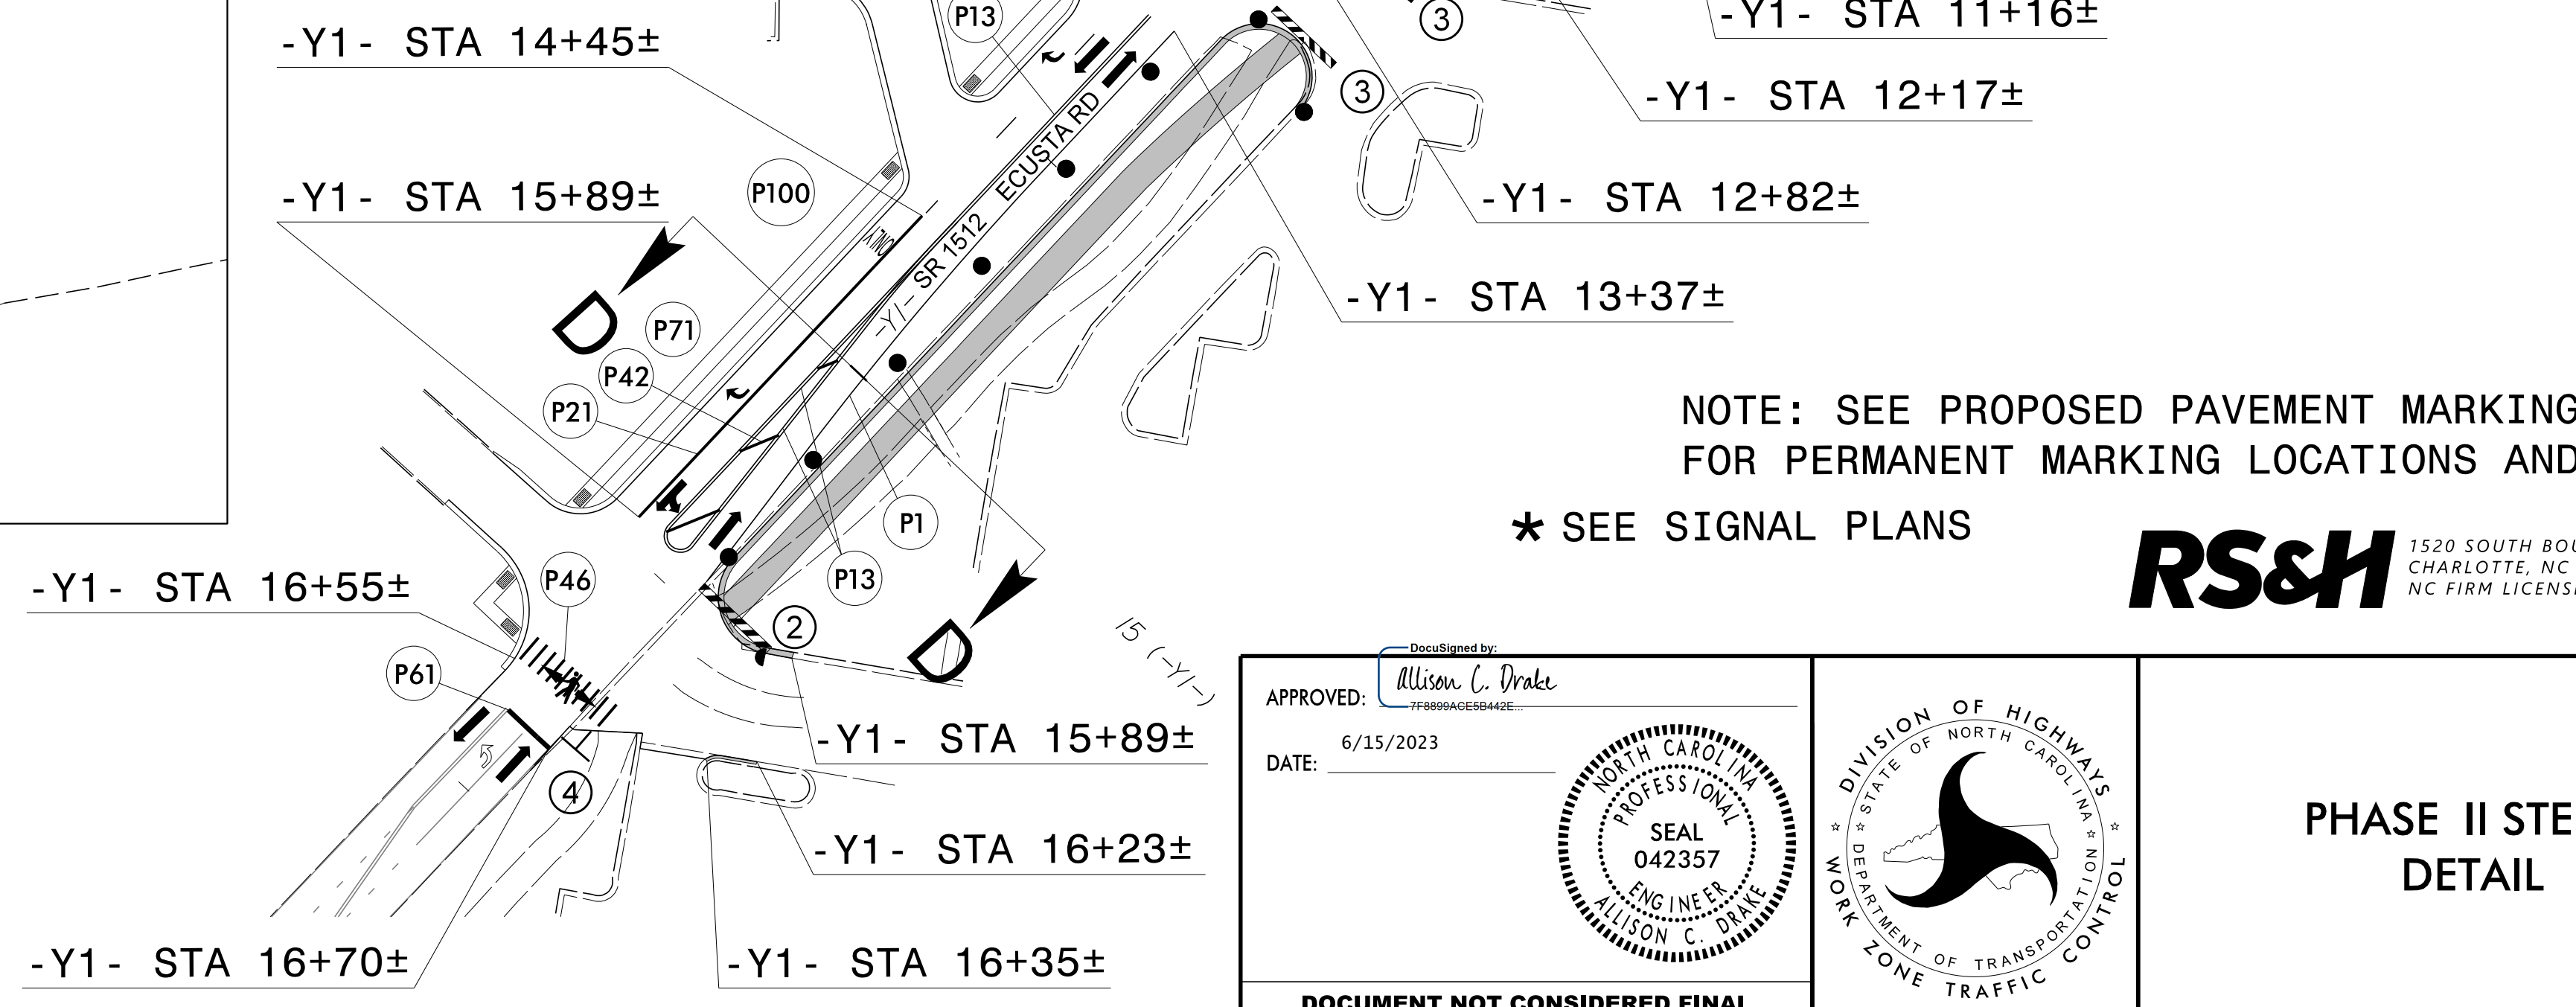 -Y1- STA 14+45±
P13
3
-Y1- STA 11+16±
3
-Y1- STA 12+17±
-Y1- STA 15+89±
P100
ONLY
-Y1- STA 12+82±
-Y1- SR 1512 ECUSTA RD
-Y1- STA 13+37±
D
P71
P42
P21
P1
P13
NOTE: SEE PROPOSED PAVEMENT MARKING
FOR PERMANENT MARKING LOCATIONS AND
* SEE SIGNAL PLANS
RS&H
1520 SOUTH BOU
CHARLOTTE, NC
NC FIRM LICENSE
-Y1- STA 16+55±
P46
2
D
15 (-Y1-)
P61
4
-Y1- STA 15+89±
-Y1- STA 16+23±
-Y1- STA 16+70±
-Y1- STA 16+35±
DocuSigned by:
APPROVED: Allison C. Drake
7F8899ACE5B442E...
DATE: 6/15/2023
NORTH CAROLINA
PROFESSIONAL
SEAL
042357
ENGINEER
ALLISON C. DRAKE
DIVISION OF HIGHWAYS
STATE OF NORTH CAROLINA
DEPARTMENT OF TRANSPORTATION
WORK ZONE TRAFFIC CONTROL
PHASE II STE
DETAIL
DOCUMENT NOT CONSIDERED FINAL